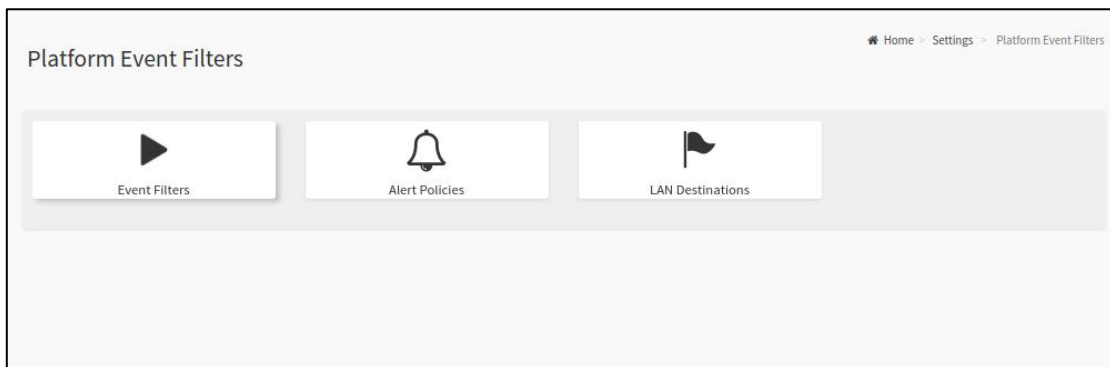 Home > Settings > Platform Event Filters
Platform Event Filters
Event Filters
Alert Policies
LAN Destinations